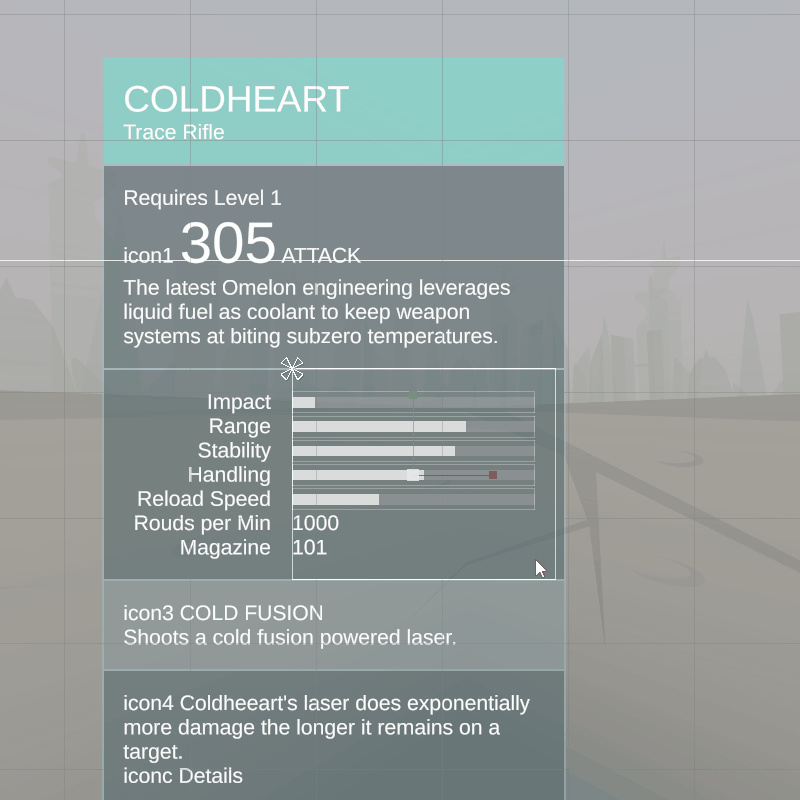 COLDHEART
Trace Rifle
Requires Level 1
icon1 305 ATTACK
The latest Omelon engineering leverages
liquid fuel as coolant to keep weapon
systems at biting subzero temperatures.
Impact
Range
Stability
Handling
Reload Speed
Rouds per Min 1000
Magazine 101
icon3 COLD FUSION
Shoots a cold fusion powered laser.
icon4 Coldheeart's laser does exponentially
more damage the longer it remains on a
target.
iconc Details